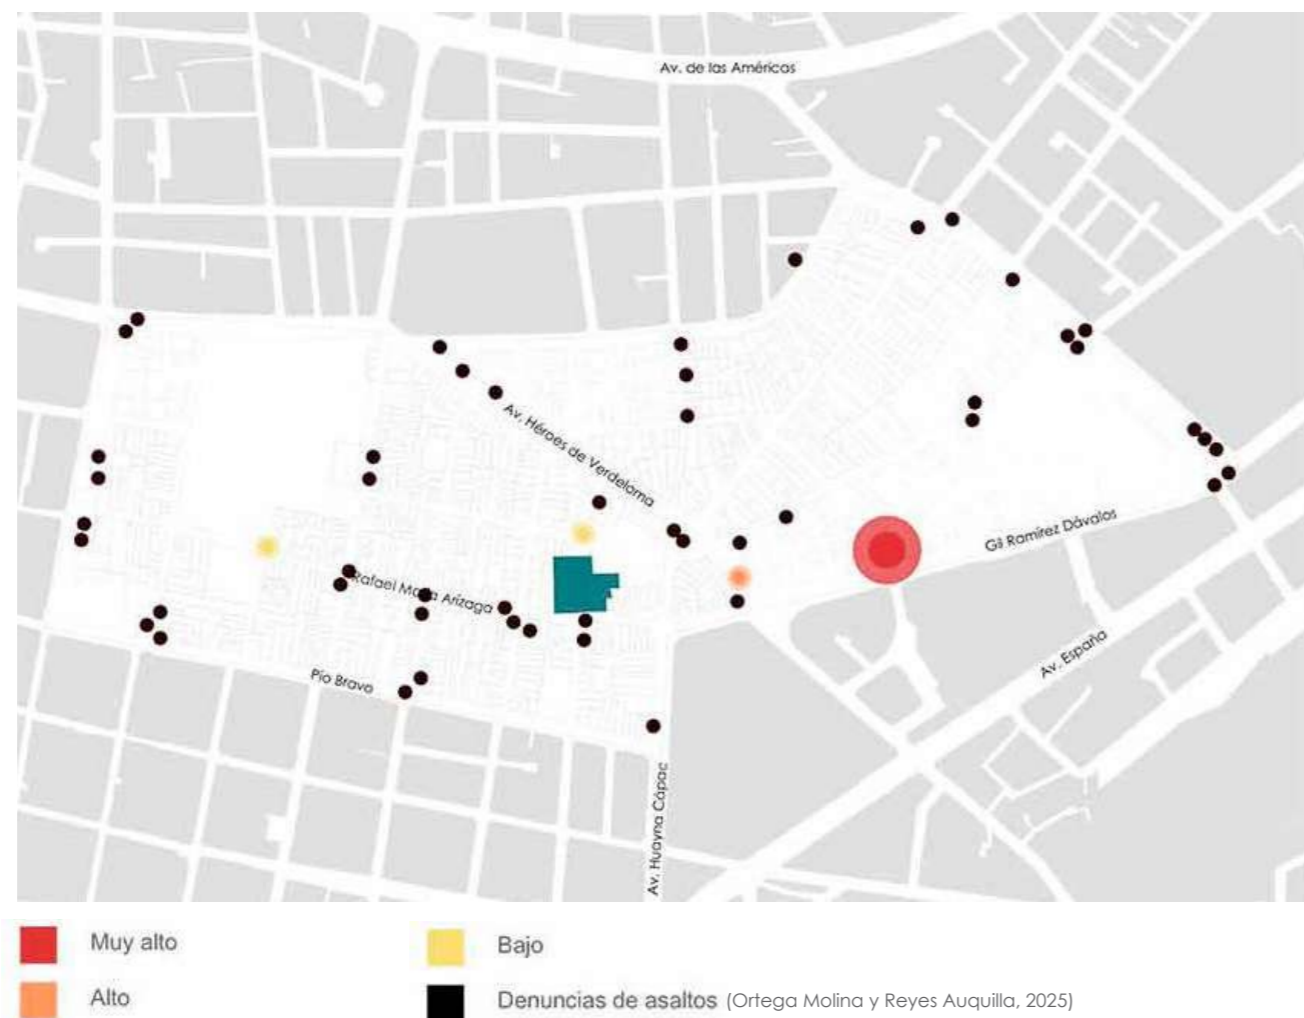 Av. de las Américas
Av. Héroes de Verdeloma
Gil Ramírez Dávalos
Rafael María Arízaga
Av. España
Pío Bravo
Av. Huayna Cápac
Muy alto
Bajo
Alto
Denuncias de asaltos (Ortega Molina y Reyes Auquilla, 2025)